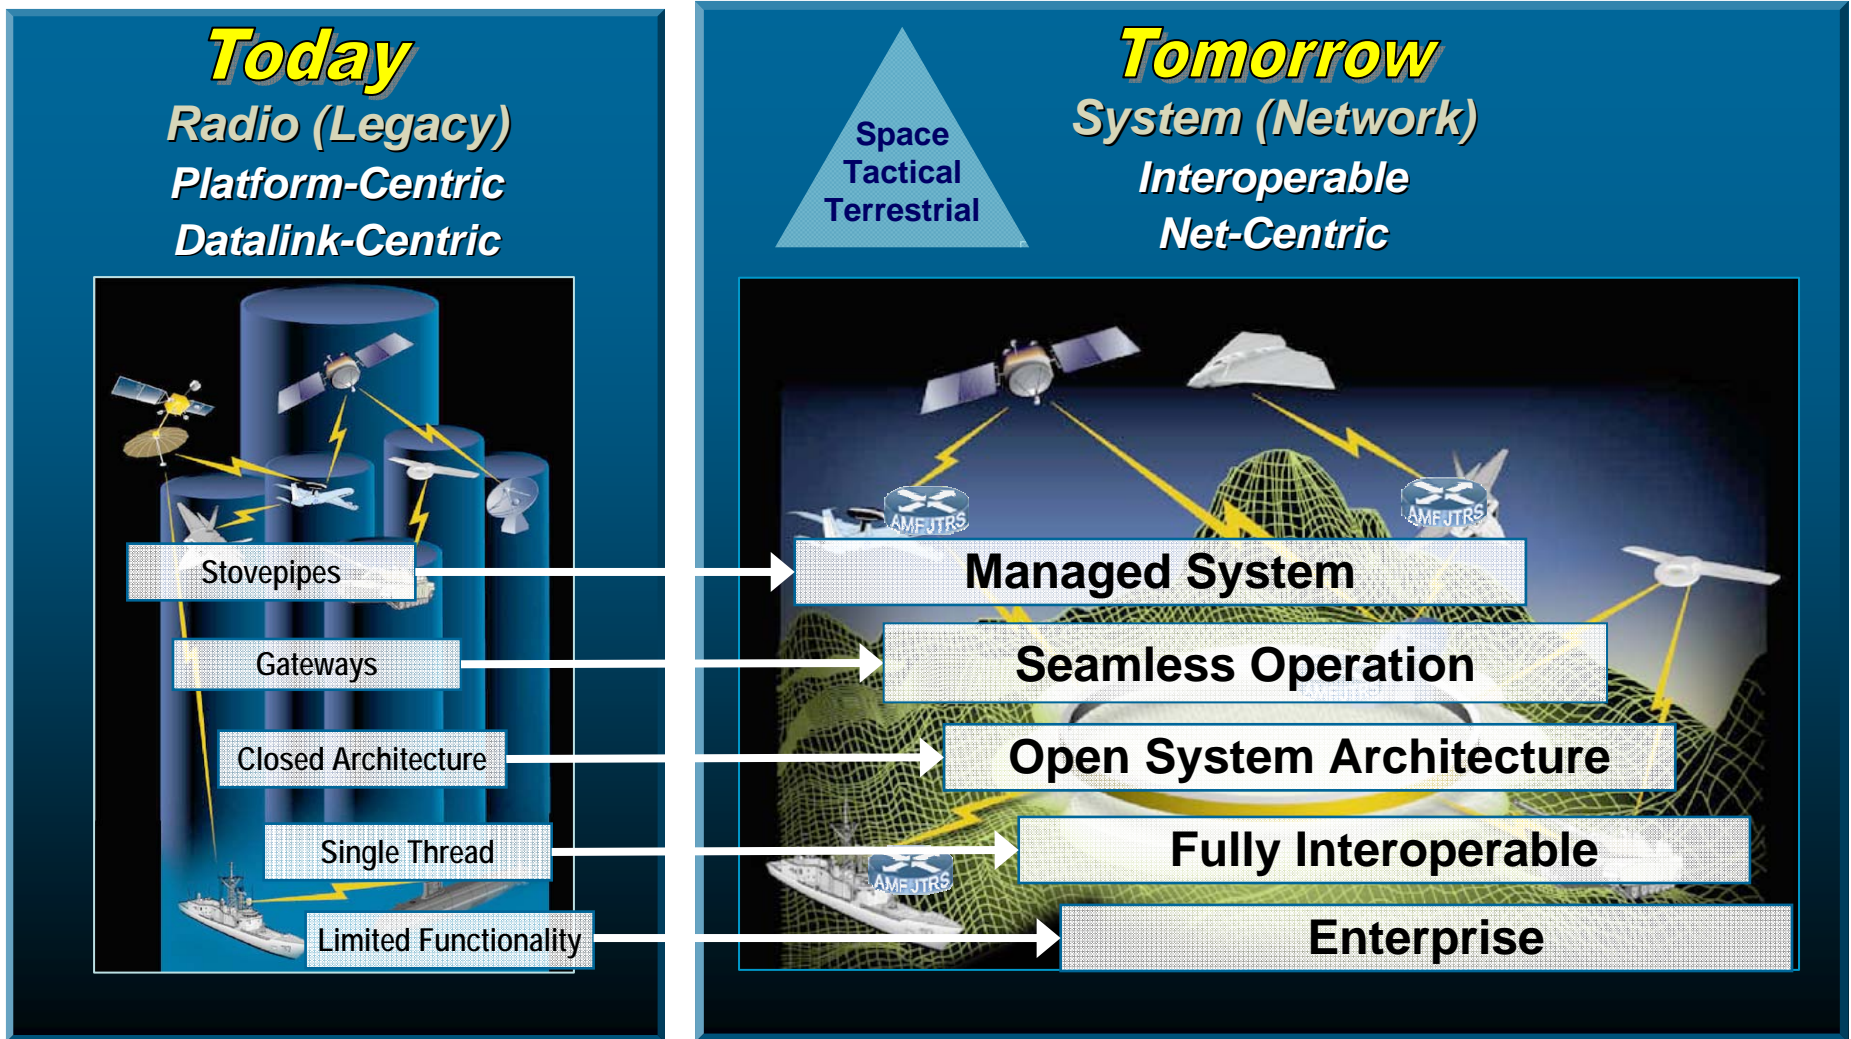 Today
Radio (Legacy)
Platform-Centric
Datalink-Centric
Stovepipes
Gateways
Closed Architecture
Single Thread
Limited Functionality
Space
Tactical
Terrestrial
Tomorrow
System (Network)
Interoperable
Net-Centric
AMF JTRS
AMF JTRS
Managed System
Seamless Operation
AMF JTRS
Open System Architecture
Fully Interoperable
AMF JTRS
Enterprise